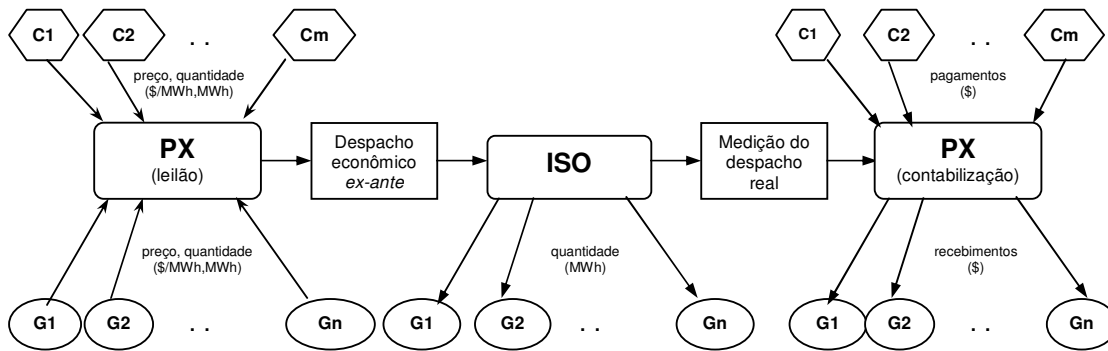 C1
C2
. .
Cm
C1
C2
. .
Cm
preço, quantidade
($/MWh,MWh)
pagamentos
($)
PX
(leilão)
Despacho
econômico
ex-ante
ISO
Medição do
despacho
real
PX
(contabilização)
preço, quantidade
($/MWh,MWh)
quantidade
(MWh)
recebimentos
($)
G1
G2
. .
Gn
G1
G2
. .
Gn
G1
G2
. .
Gn